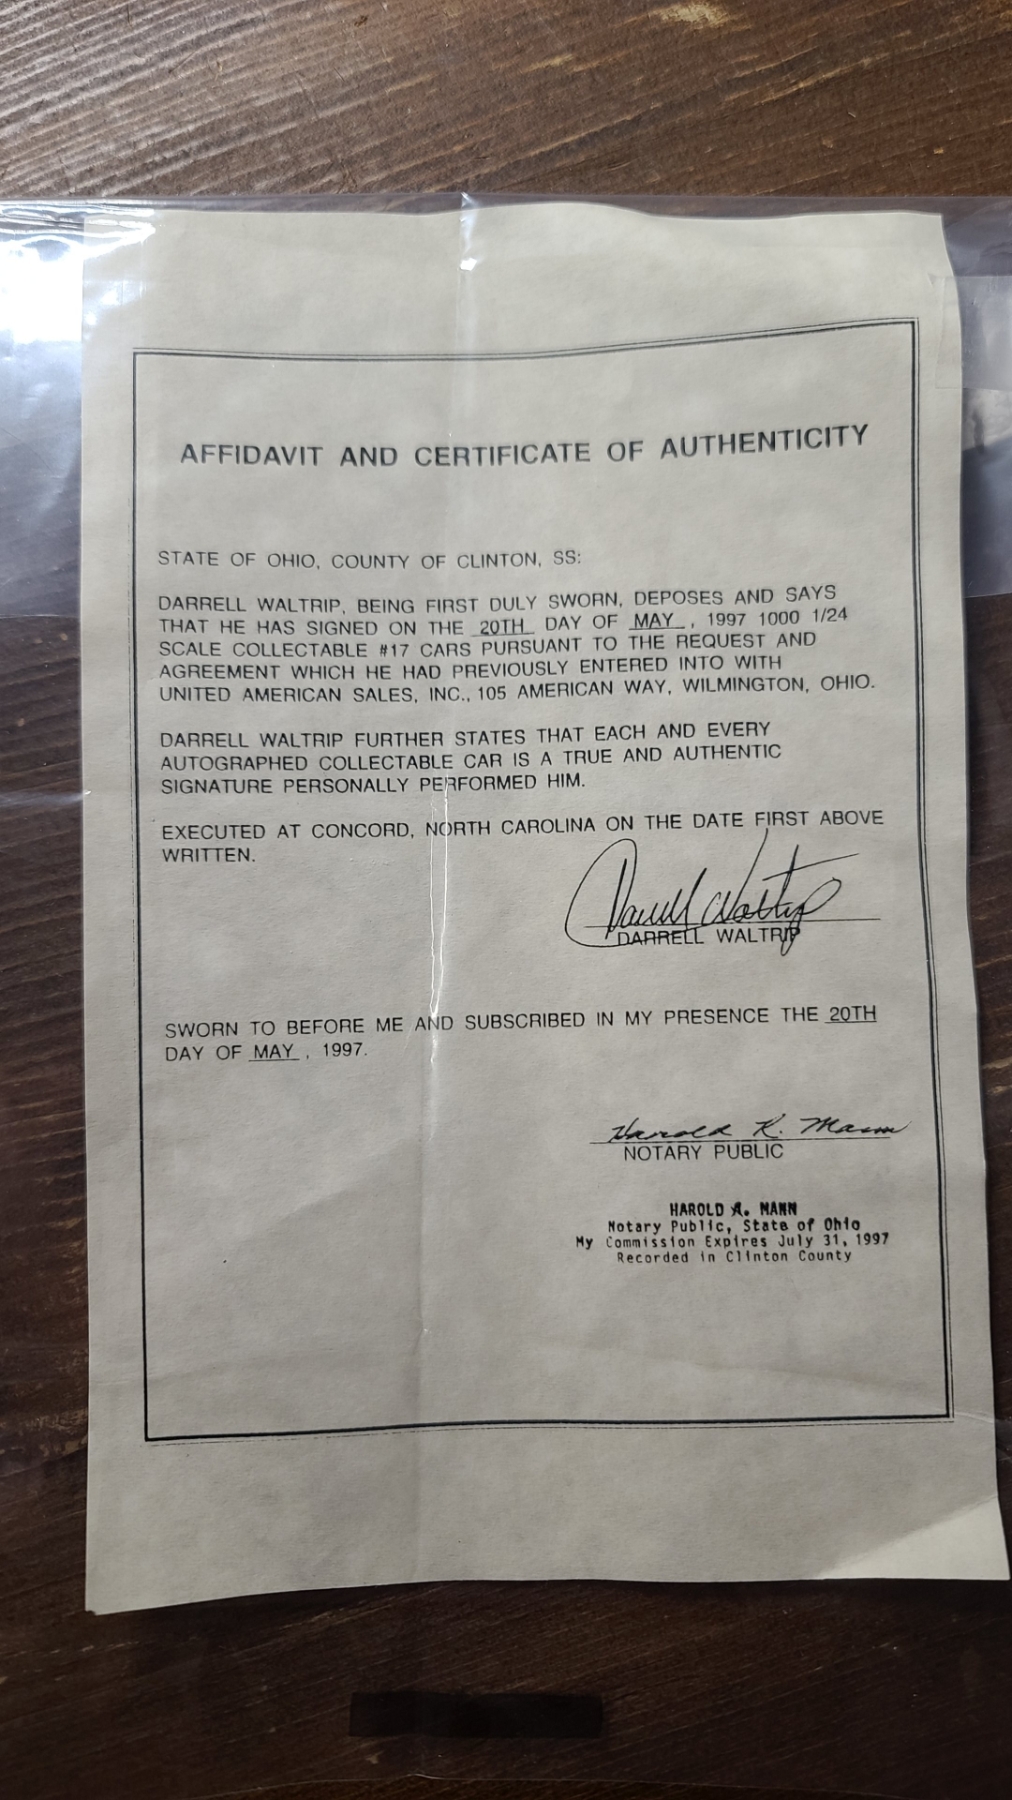 AFFIDAVIT AND CERTIFICATE OF AUTHENTICITY
STATE OF OHIO, COUNTY OF CLINTON, SS:
DARRELL WALTRIP, BEING FIRST DULY SWORN, DEPOSES AND SAYS
THAT HE HAS SIGNED ON THE 20TH DAY OF MAY , 1997 1000 1/24
SCALE COLLECTABLE #17 CARS PURSUANT TO THE REQUEST AND
AGREEMENT WHICH HE HAD PREVIOUSLY ENTERED INTO WITH
UNITED AMERICAN SALES, INC., 105 AMERICAN WAY, WILMINGTON, OHIO.
DARRELL WALTRIP FURTHER STATES THAT EACH AND EVERY
AUTOGRAPHED COLLECTABLE CAR IS A TRUE AND AUTHENTIC
SIGNATURE PERSONALLY PERFORMED HIM.
EXECUTED AT CONCORD, NORTH CAROLINA ON THE DATE FIRST ABOVE
WRITTEN.
Darrell Waltrip
DARRELL WALTRIP
SWORN TO BEFORE ME AND SUBSCRIBED IN MY PRESENCE THE 20TH
DAY OF MAY , 1997.
Harold K. Mann
NOTARY PUBLIC
HAROLD K. MANN
Notary Public, State of Ohio
My Commission Expires July 31, 1997
Recorded in Clinton County